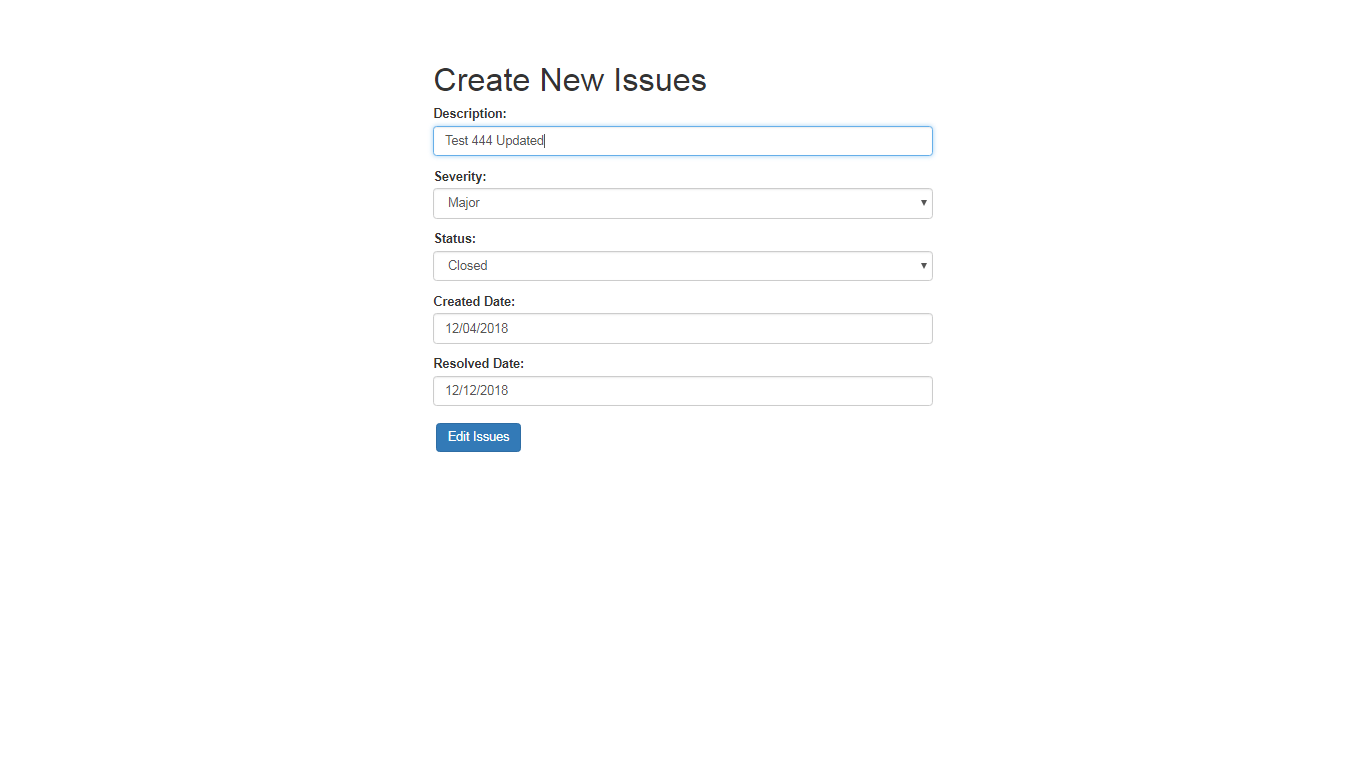 Create New Issues
Description:
Test 444 Updated
Severity:
Major
Status:
Closed
Created Date:
12/04/2018
Resolved Date:
12/12/2018
Edit Issues